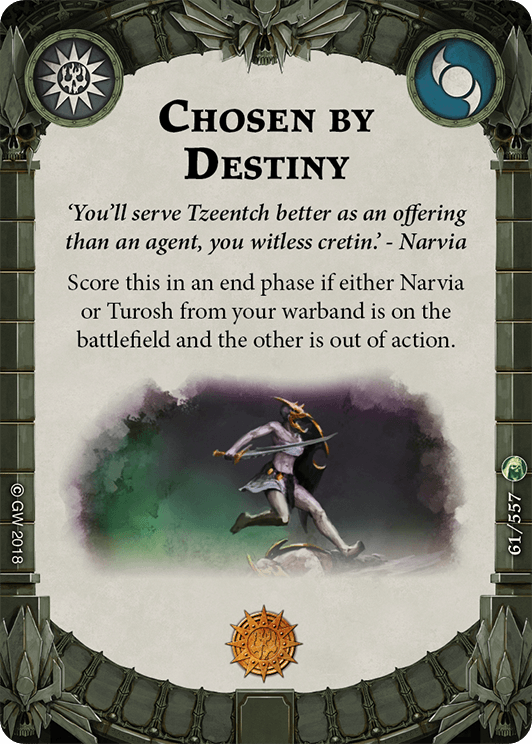 Chosen by
Destiny
‘You’ll serve Tzeentch better as an offering
than an agent, you witless cretin.’ - Narvia
Score this in an end phase if either Narvia
or Turosh from your warband is on the
battlefield and the other is out of action.
© GW 2018
61/557